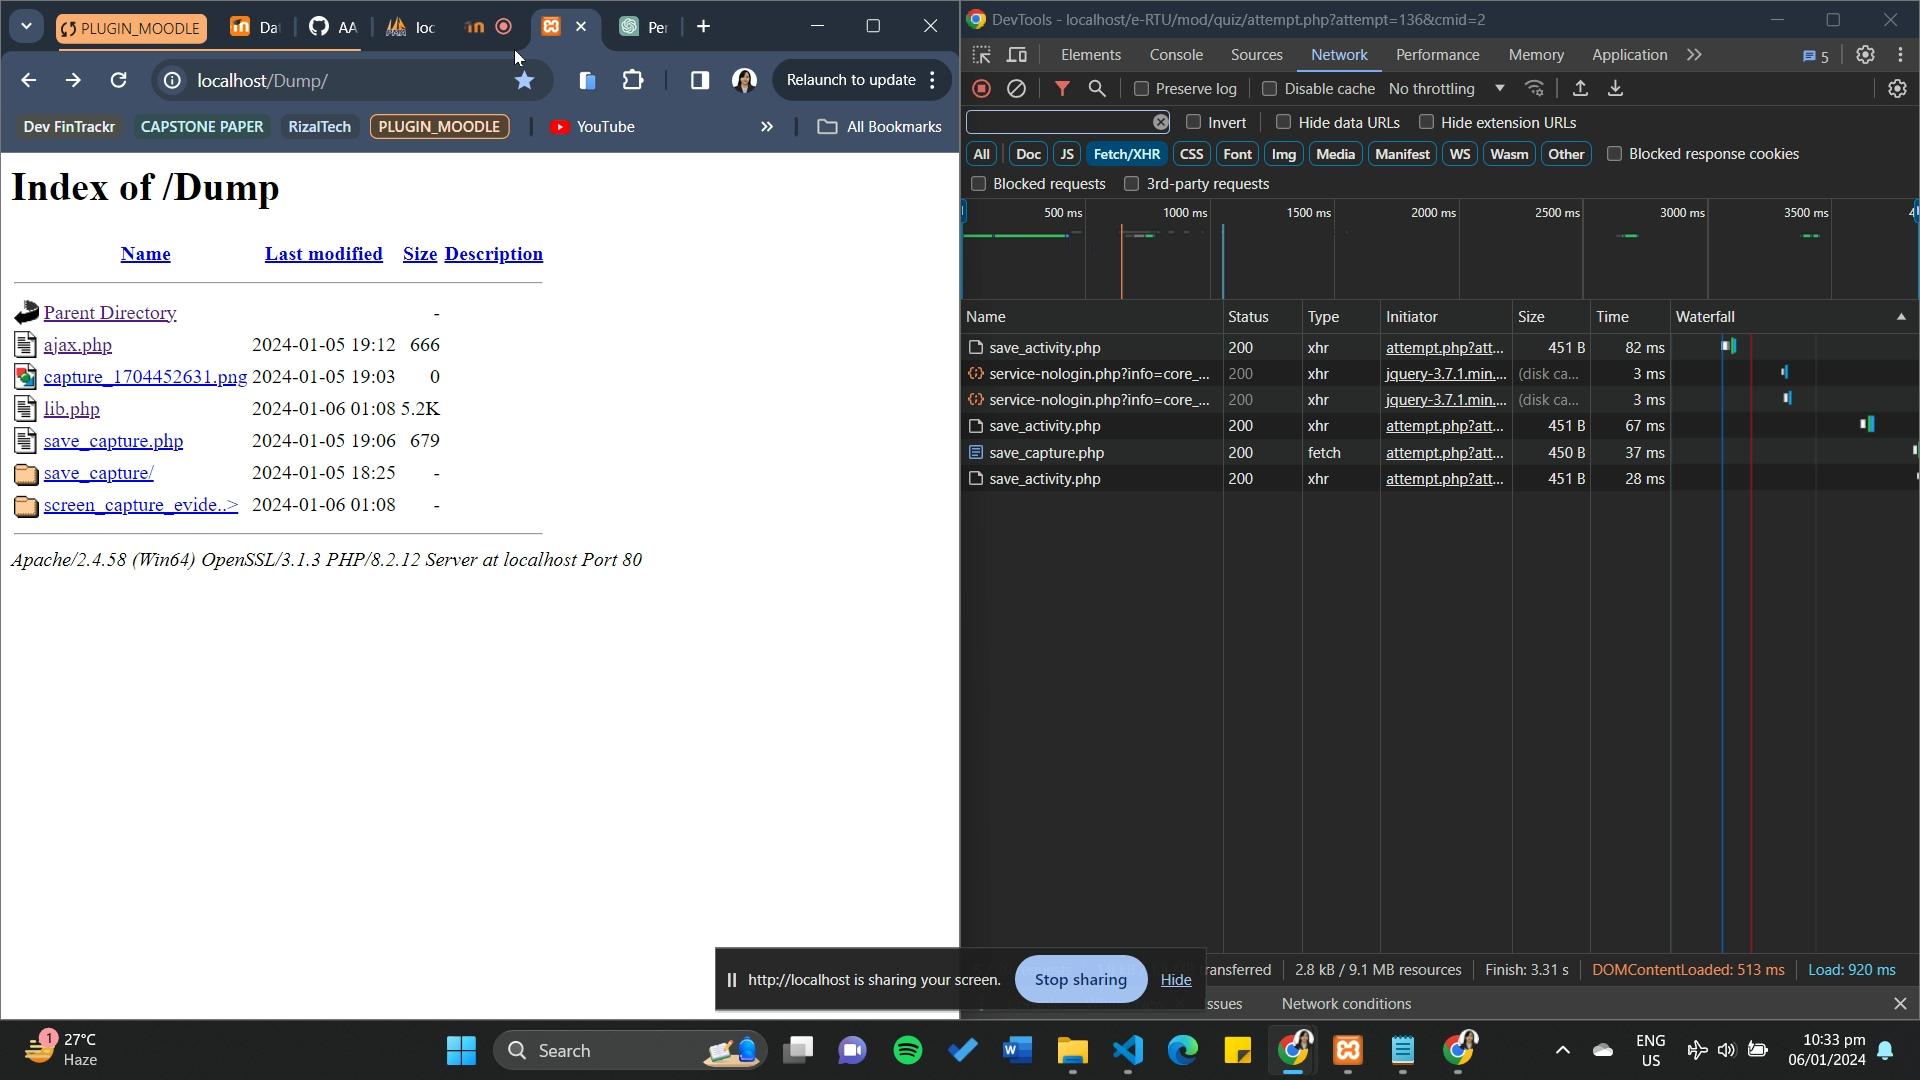 PLUGIN_MOODLE
Da
AA
loc
Per
localhost/Dump/
Relaunch to update
Dev FinTrackr
CAPSTONE PAPER
RizalTech
PLUGIN_MOODLE
YouTube
All Bookmarks
Index of /Dump
Name Last modified Size Description
Parent Directory -
ajax.php 2024-01-05 19:12 666
capture_1704452631.png 2024-01-05 19:03 0
lib.php 2024-01-06 01:08 5.2K
save_capture.php 2024-01-05 19:06 679
save_capture/ 2024-01-05 18:25 -
screen_capture_evide..> 2024-01-06 01:08 -
Apache/2.4.58 (Win64) OpenSSL/3.1.3 PHP/8.2.12 Server at localhost Port 80
DevTools - localhost/e-RTU/mod/quiz/attempt.php?attempt=136&cmid=2
Elements Console Sources Network Performance Memory Application 5
Preserve log Disable cache No throttling
Invert Hide data URLs Hide extension URLs
All Doc JS Fetch/XHR CSS Font Img Media Manifest WS Wasm Other Blocked response cookies
Blocked requests 3rd-party requests
500 ms 1000 ms 1500 ms 2000 ms 2500 ms 3000 ms 3500 ms 4
Name Status Type Initiator Size Time Waterfall
save_activity.php 200 xhr attempt.php?att... 451 B 82 ms
service-nologin.php?info=core_... 200 xhr jquery-3.7.1.min.... (disk ca... 3 ms
service-nologin.php?info=core_... 200 xhr jquery-3.7.1.min.... (disk ca... 3 ms
save_activity.php 200 xhr attempt.php?att... 451 B 67 ms
save_capture.php 200 fetch attempt.php?att... 450 B 37 ms
save_activity.php 200 xhr attempt.php?att... 451 B 28 ms
ansferred 2.8 kB / 9.1 MB resources Finish: 3.31 s DOMContentLoaded: 513 ms Load: 920 ms
ssues Network conditions
http://localhost is sharing your screen. Stop sharing Hide
1
27°C
Haze
Search
ENG
US
10:33 pm
06/01/2024